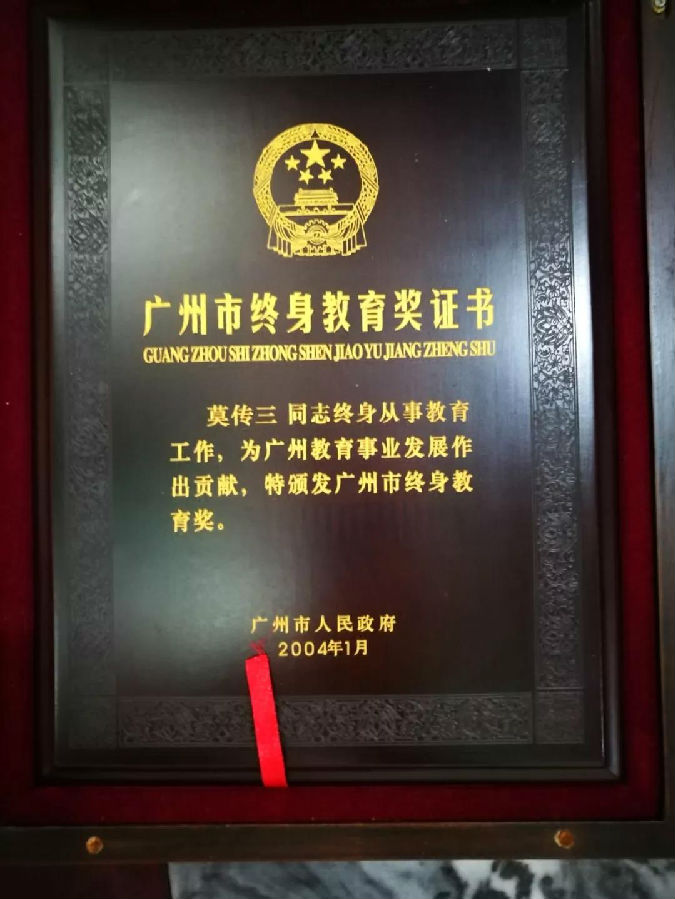 广州市终身教育奖证书
GUANG ZHOU SHI ZHONG SHEN JIAO YU JIANG ZHENG SHU
莫传三 同志终身从事教育
工作，为广州教育事业发展作
出贡献，特颁发广州市终身教
育奖。
广州市人民政府
2004年1月